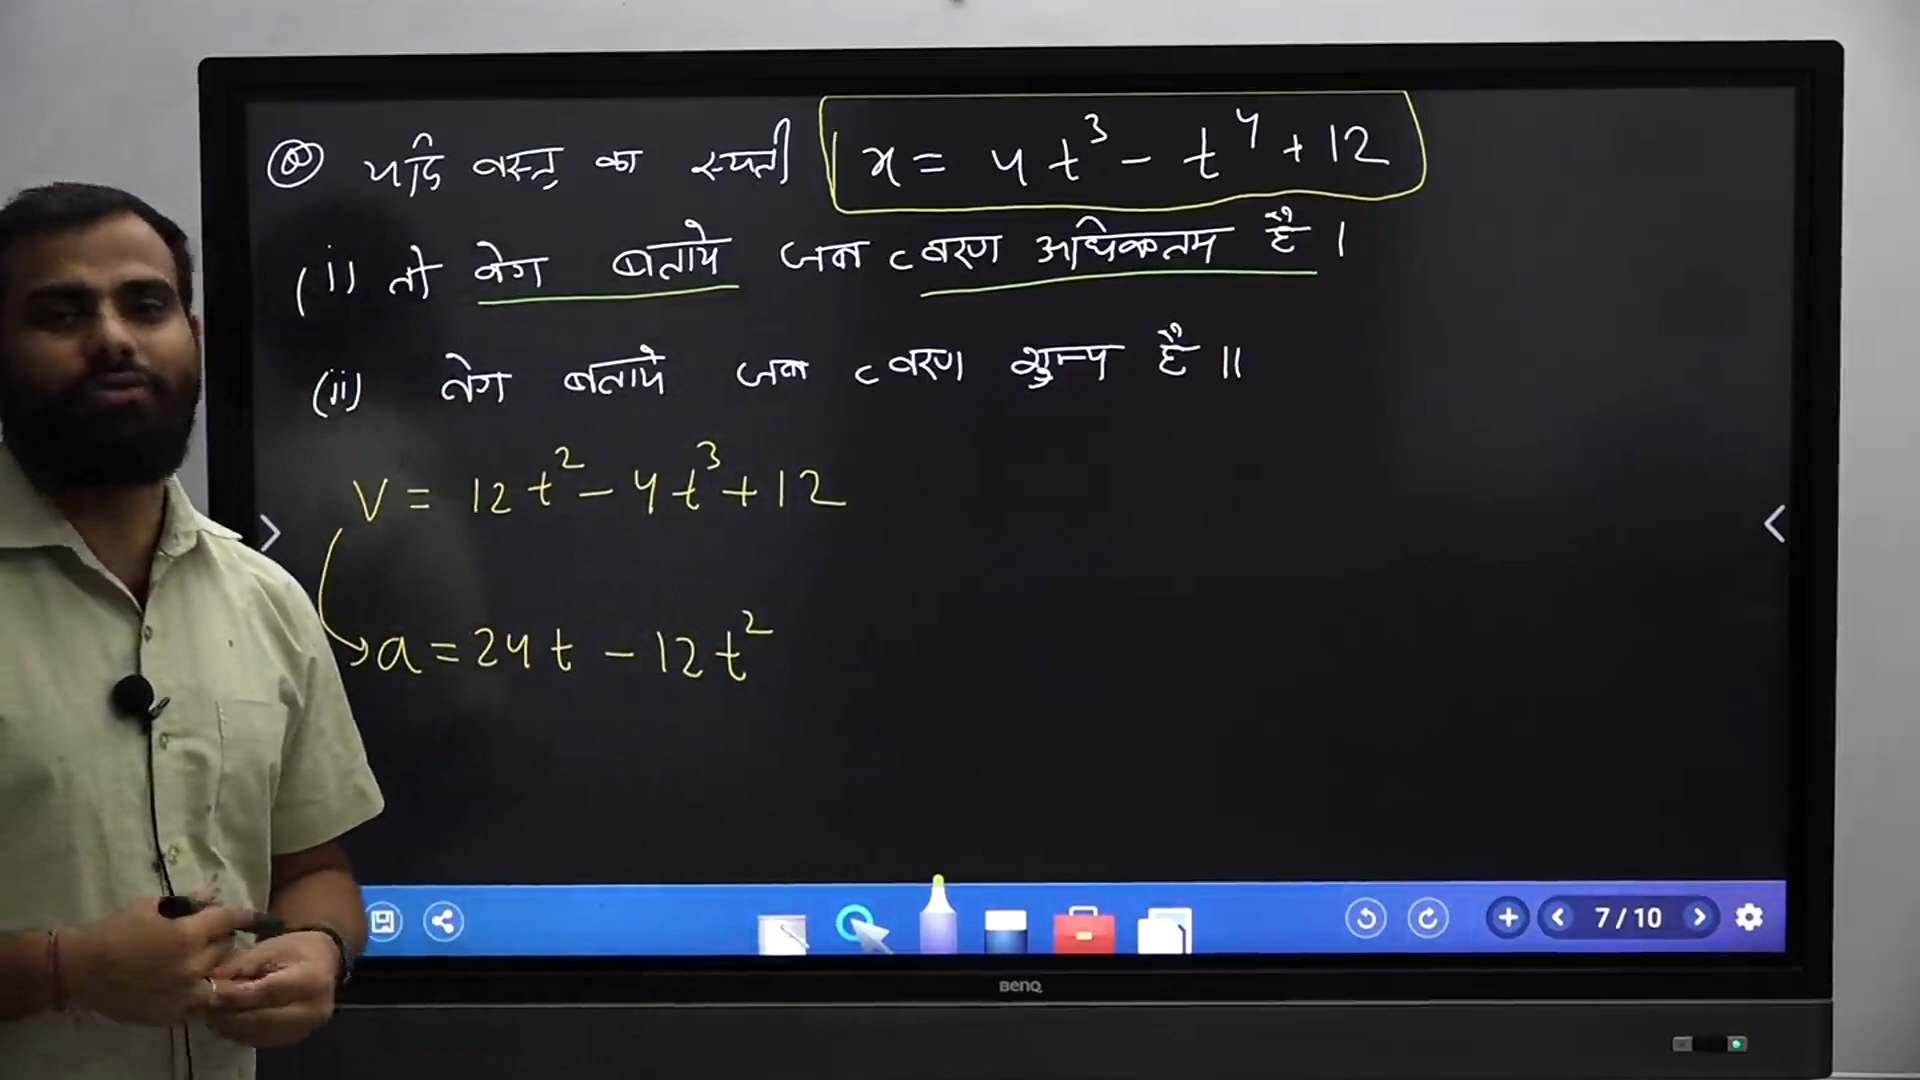 Q यदि वस्तु का स्थिती x = 4t³ - t⁴ + 12
(i) तो वेग बताये जब त्वरण अधिकतम है।
(ii) वेग बताये जब त्वरण शुन्य है॥
v = 12t² - 4t³ + 12
a = 24t - 12t²
7 / 10
BenQ